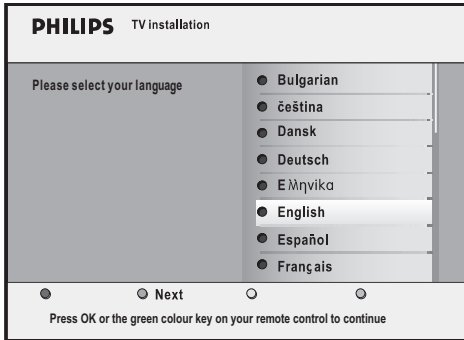 PHILIPS TV installation
Please select your language
Bulgarian
čeština
Dansk
Deutsch
Ελληνικα
English
Español
Français
Next
Press OK or the green colour key on your remote control to continue